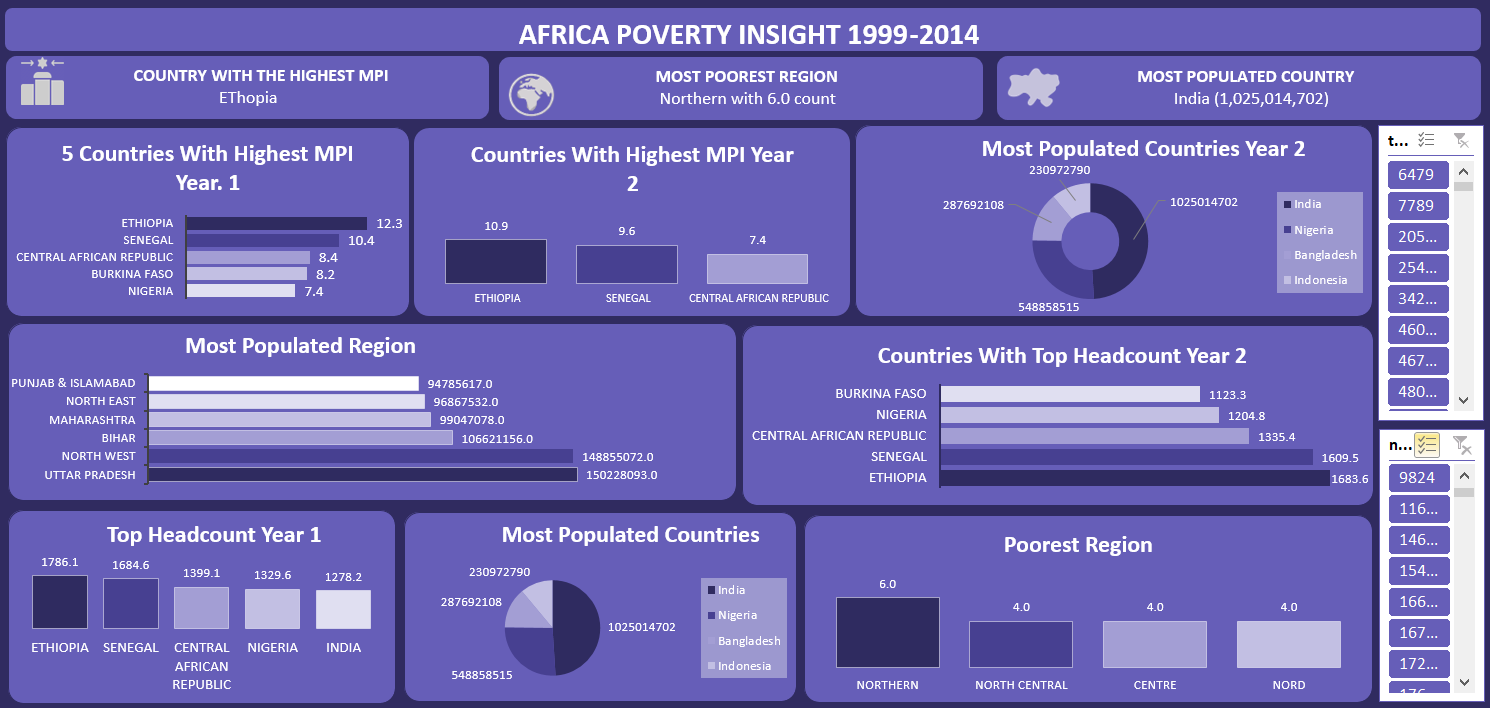 AFRICA POVERTY INSIGHT 1999-2014
COUNTRY WITH THE HIGHEST MPI
EThopia
MOST POOREST REGION
Northern with 6.0 count
MOST POPULATED COUNTRY
India (1,025,014,702)
5 Countries With Highest MPI
Year. 1
ETHIOPIA 12.3
SENEGAL 10.4
CENTRAL AFRICAN REPUBLIC 8.4
BURKINA FASO 8.2
NIGERIA 7.4
Countries With Highest MPI Year
2
10.9 9.6 7.4
ETHIOPIA SENEGAL CENTRAL AFRICAN REPUBLIC
Most Populated Countries Year 2
230972790
287692108
1025014702
548858515
India
Nigeria
Bangladesh
Indonesia
t...
6479
7789
205...
254...
342...
460...
467...
480...
Most Populated Region
PUNJAB & ISLAMABAD 94785617.0
NORTH EAST 96867532.0
MAHARASHTRA 99047078.0
BIHAR 106621156.0
NORTH WEST 148855072.0
UTTAR PRADESH 150228093.0
Countries With Top Headcount Year 2
BURKINA FASO 1123.3
NIGERIA 1204.8
CENTRAL AFRICAN REPUBLIC 1335.4
SENEGAL 1609.5
ETHIOPIA 1683.6
n...
9824
116...
146...
154...
166...
167...
172...
Top Headcount Year 1
1786.1 1684.6 1399.1 1329.6 1278.2
ETHIOPIA SENEGAL CENTRAL AFRICAN REPUBLIC NIGERIA INDIA
Most Populated Countries
230972790
287692108
1025014702
548858515
India
Nigeria
Bangladesh
Indonesia
Poorest Region
6.0 4.0 4.0 4.0
NORTHERN NORTH CENTRAL CENTRE NORD